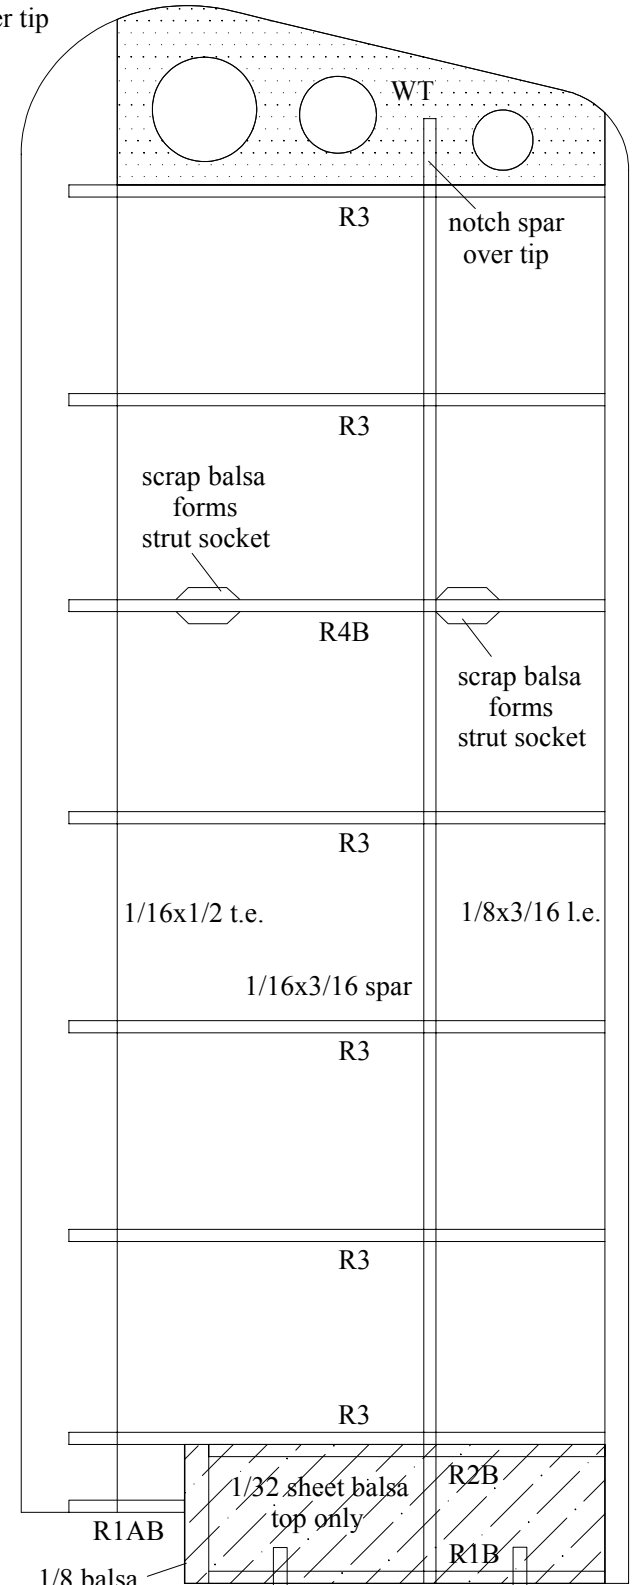 er tip
WT
R3
notch spar
over tip
R3
scrap balsa
forms
strut socket
R4B
scrap balsa
forms
strut socket
R3
1/16x1/2 t.e.
1/8x3/16 l.e.
1/16x3/16 spar
R3
R3
R3
R2B
1/32 sheet balsa
top only
R1AB
R1B
1/8 balsa